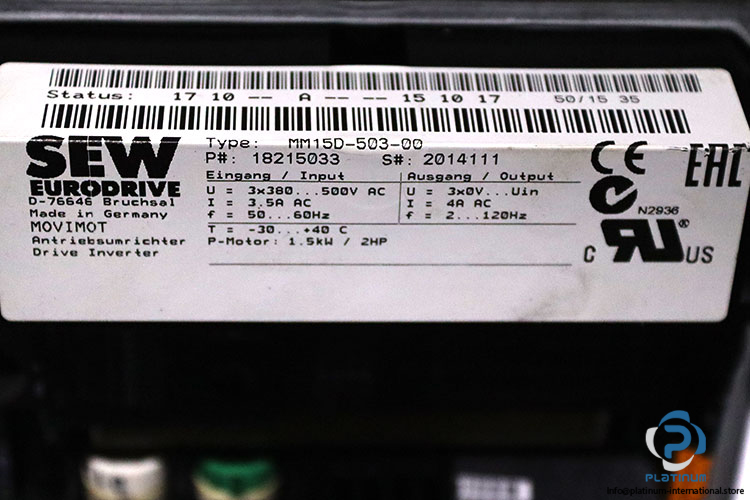 Status: 17 10 -- A -- -- 15 10 17 50/15 35
SEW
EURODRIVE
D-76646 Bruchsal
Made in Germany
MOVIMOT
Antriebsumrichter
Drive Inverter
Type: MM15D-503-00
P#: 18215033 S#: 2014111
Eingang / Input
U = 3x380...500V AC
I = 3.5A AC
f = 50...60Hz
T = -30...+40 C
P-Motor: 1.5kW / 2HP
Ausgang / Output
U = 3x0V...Uin
I = 4A AC
f = 2...120Hz
CE
EAC
N2936
C RU® US
PLATINUM
info@platinum-international.store